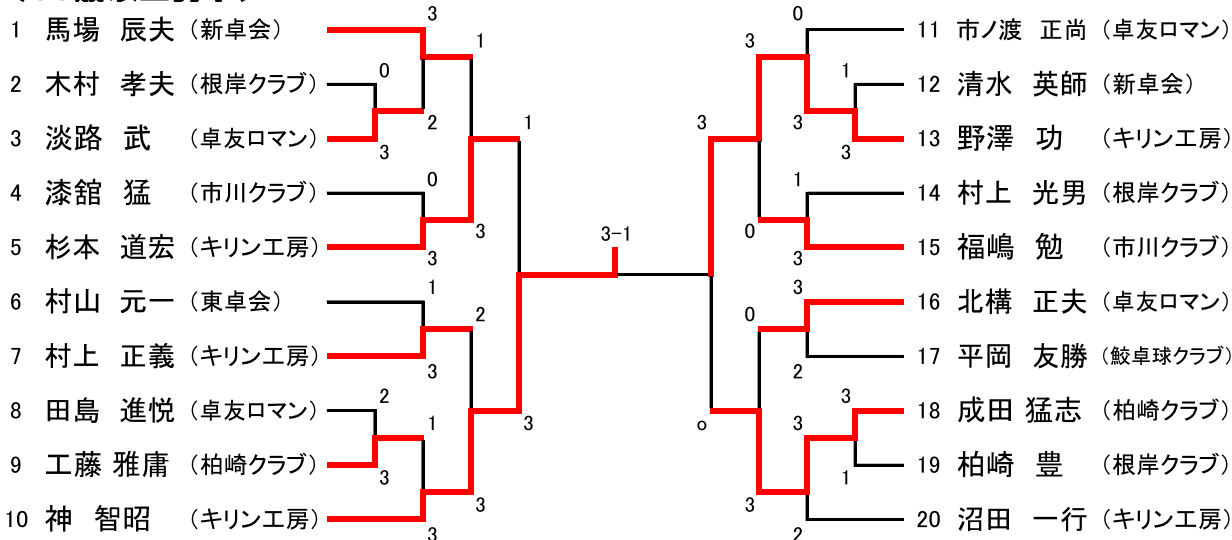 1 馬場 辰夫 (新卓会)
2 木村 孝夫 (根岸クラブ)
3 淡路 武 (卓友ロマン)
4 漆舘 猛 (市川クラブ)
5 杉本 道宏 (キリン工房)
6 村山 元一 (東卓会)
7 村上 正義 (キリン工房)
8 田島 進悦 (卓友ロマン)
9 工藤 雅庸 (柏崎クラブ)
10 神 智昭 (キリン工房)
3
0
2
3
0
3
1
3
2
3
1
3
1
3
2
3
1
3
3-1
3
o
3
0
0
3
0
3
1
3
1
3
3
2
3
2
3
1
11 市ノ渡 正尚 (卓友ロマン)
12 清水 英師 (新卓会)
13 野澤 功 (キリン工房)
14 村上 光男 (根岸クラブ)
15 福嶋 勉 (市川クラブ)
16 北構 正夫 (卓友ロマン)
17 平岡 友勝 (鮫卓球クラブ)
18 成田 猛志 (柏崎クラブ)
19 柏崎 豊 (根岸クラブ)
20 沼田 一行 (キリン工房)